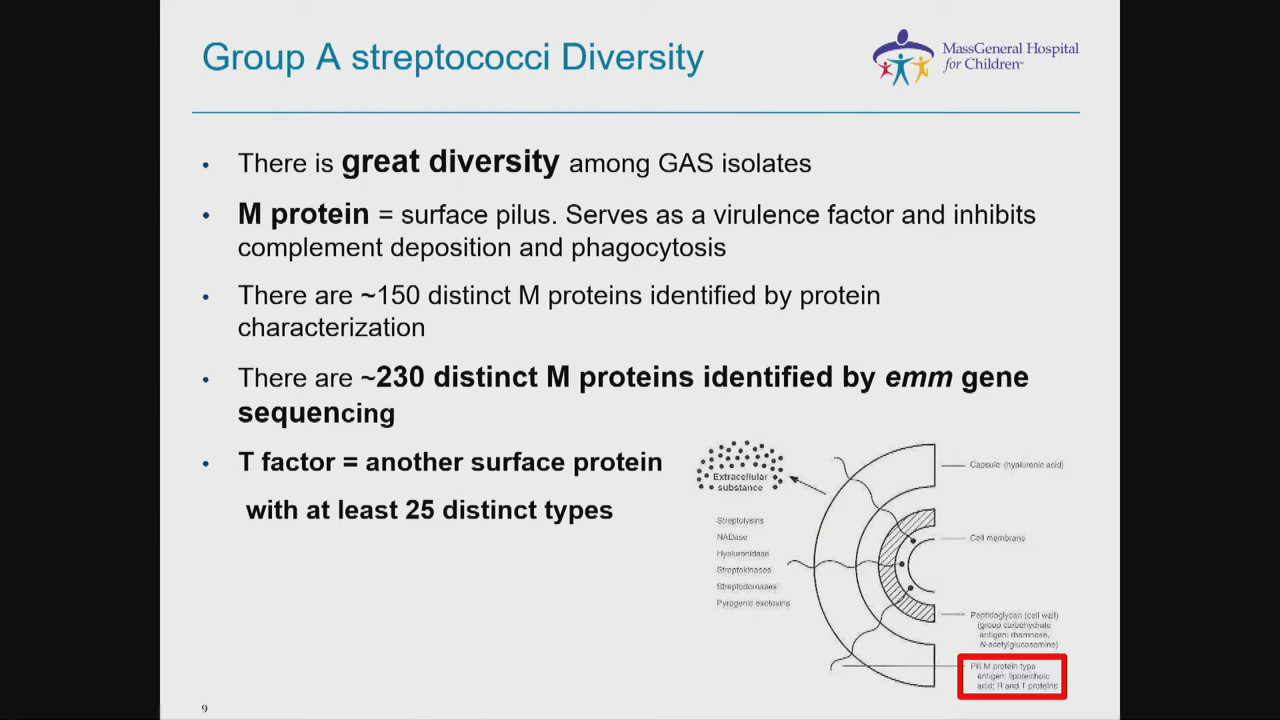 Group A streptococci Diversity
MassGeneral Hospital
for Children
• There is great diversity among GAS isolates
• M protein = surface pilus. Serves as a virulence factor and inhibits
complement deposition and phagocytosis
• There are ~150 distinct M proteins identified by protein
characterization
• There are ~230 distinct M proteins identified by emm gene
sequencing
• T factor = another surface protein
with at least 25 distinct types
Extracellular
substance
Streptolysins
NADase
Hyaluronidase
Streptokinases
Streptodornases
Pyrogenic exotoxins
Capsule (hyaluronic acid)
Cell membrane
Peptidoglycan (cell wall)
(group carbohydrate
antigen: rhamnose,
N-acetylglucosamine)
Pili M protein type
antigen: lipoteichoic
acid: R and T proteins
9